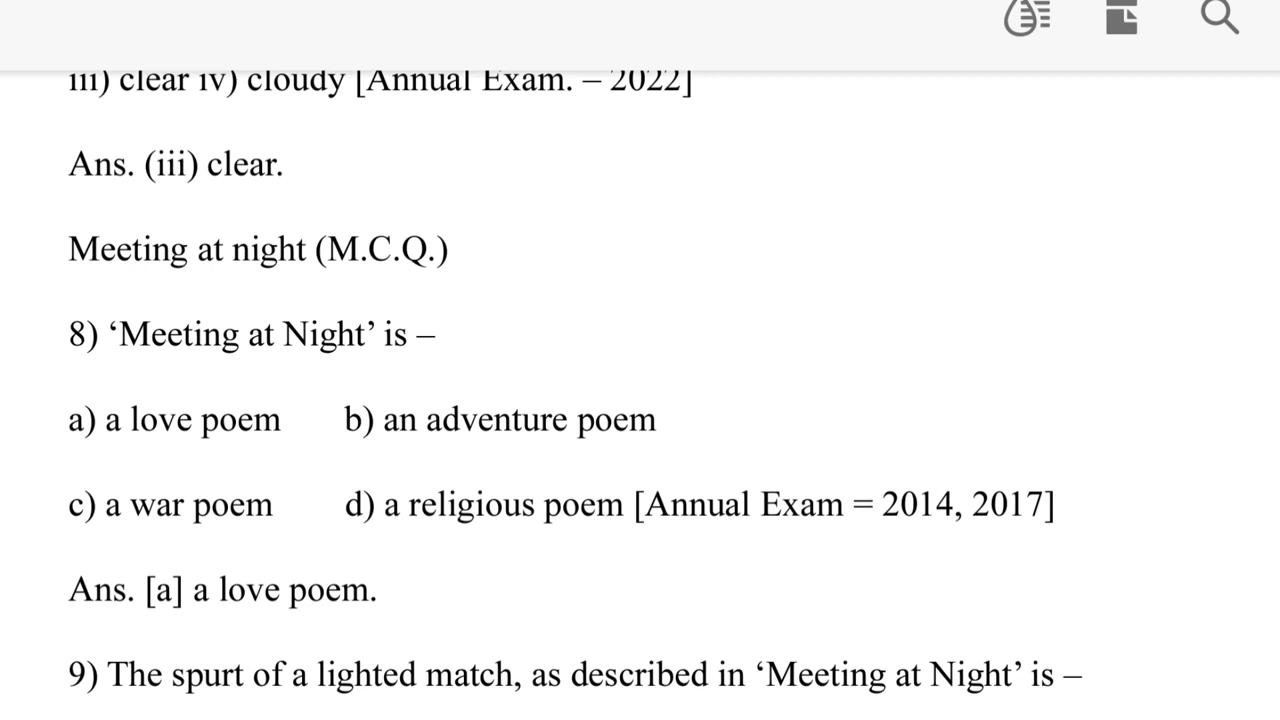 iii) clear iv) cloudy [Annual Exam. – 2022]
Ans. (iii) clear.
Meeting at night (M.C.Q.)
8) ‘Meeting at Night’ is –
a) a love poem b) an adventure poem
c) a war poem d) a religious poem [Annual Exam = 2014, 2017]
Ans. [a] a love poem.
9) The spurt of a lighted match, as described in ‘Meeting at Night’ is –